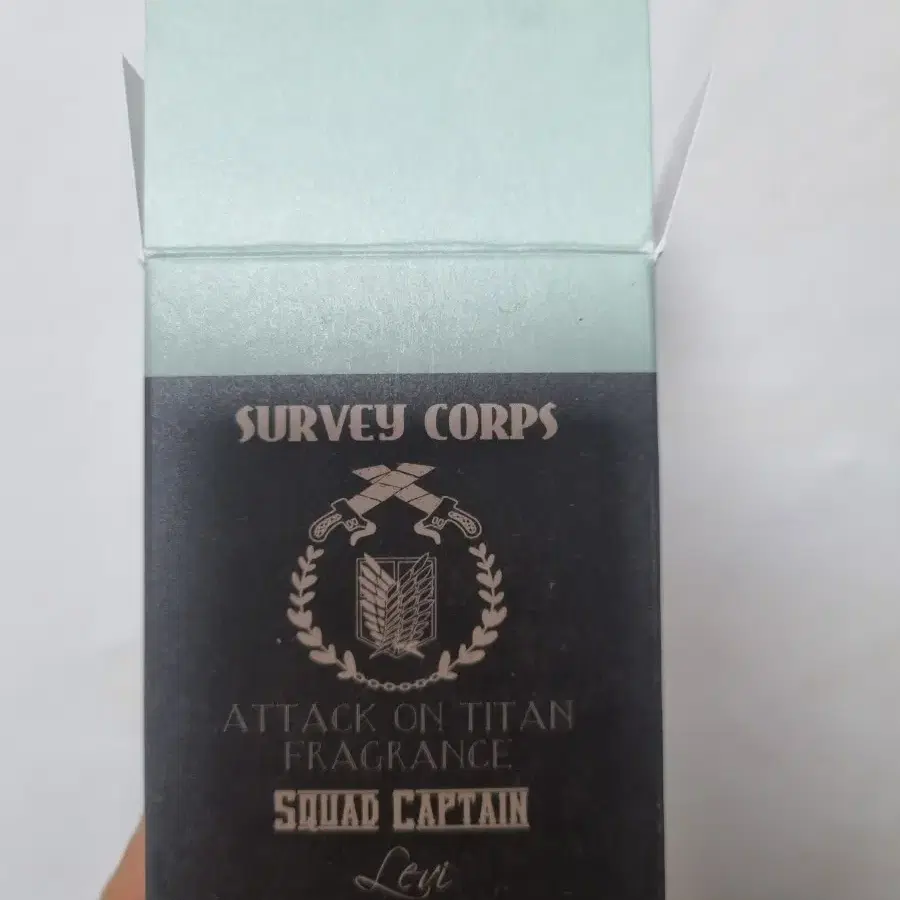 SURVEY CORPS
ATTACK ON TITAN
FRAGRANCE
SQUAD CAPTAIN
Levi